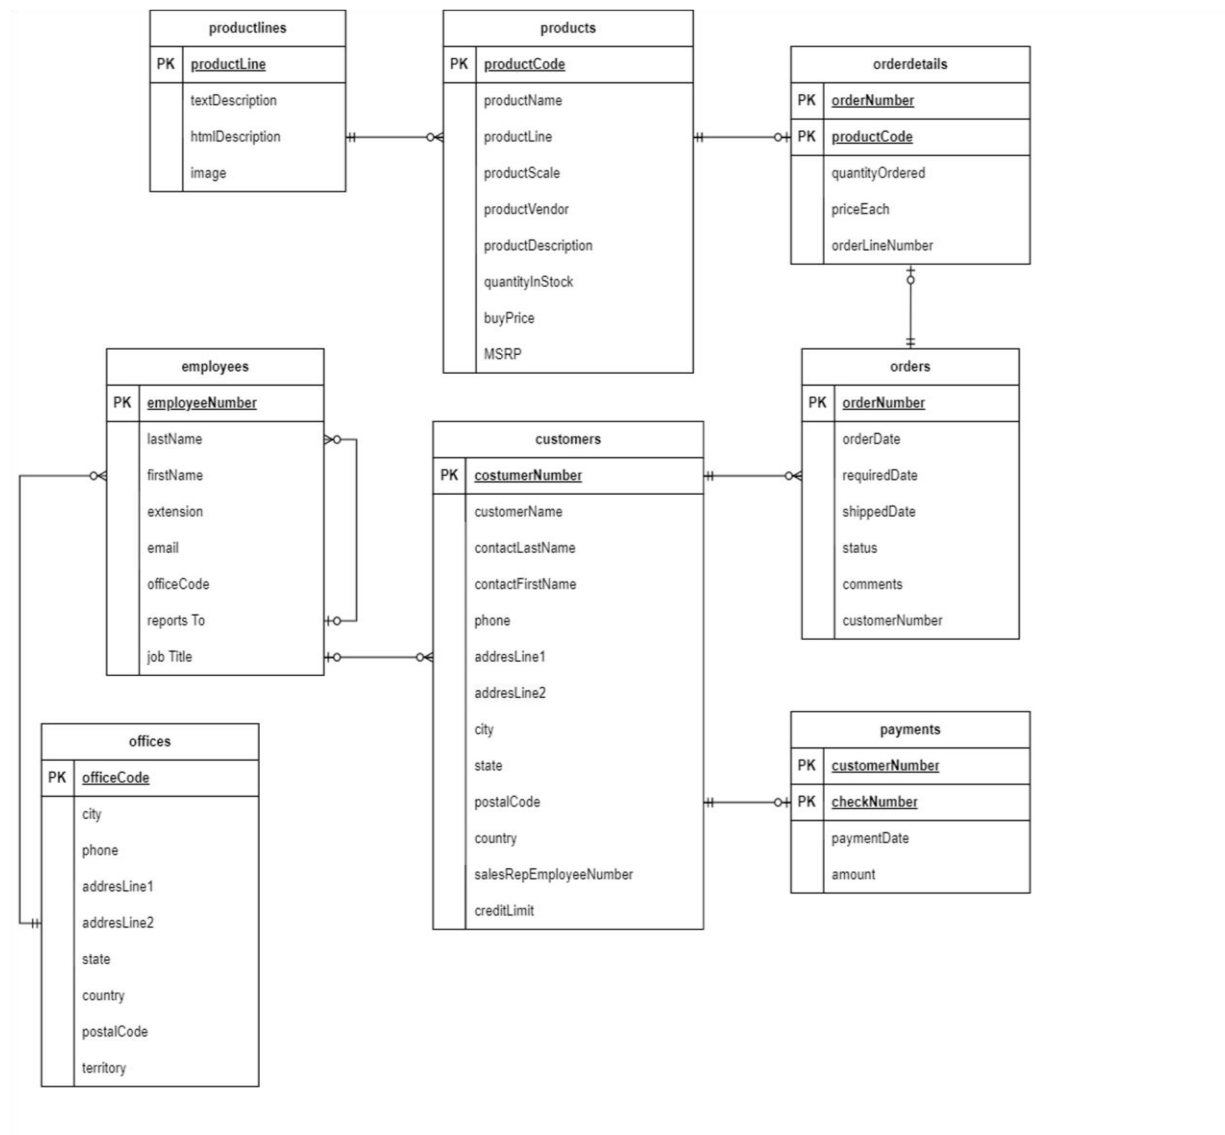 productlines
PK productLine
textDescription
htmlDescription
image
products
PK productCode
productName
productLine
productScale
productVendor
productDescription
quantityInStock
buyPrice
MSRP
orderdetails
PK orderNumber
PK productCode
quantityOrdered
priceEach
orderLineNumber
employees
PK employeeNumber
lastName
firstName
extension
email
officeCode
reports To
job Title
customers
PK costumerNumber
customerName
contactLastName
contactFirstName
phone
addresLine1
addresLine2
city
state
postalCode
country
salesRepEmployeeNumber
creditLimit
orders
PK orderNumber
orderDate
requiredDate
shippedDate
status
comments
customerNumber
offices
PK officeCode
city
phone
addresLine1
addresLine2
state
country
postalCode
territory
payments
PK customerNumber
PK checkNumber
paymentDate
amount